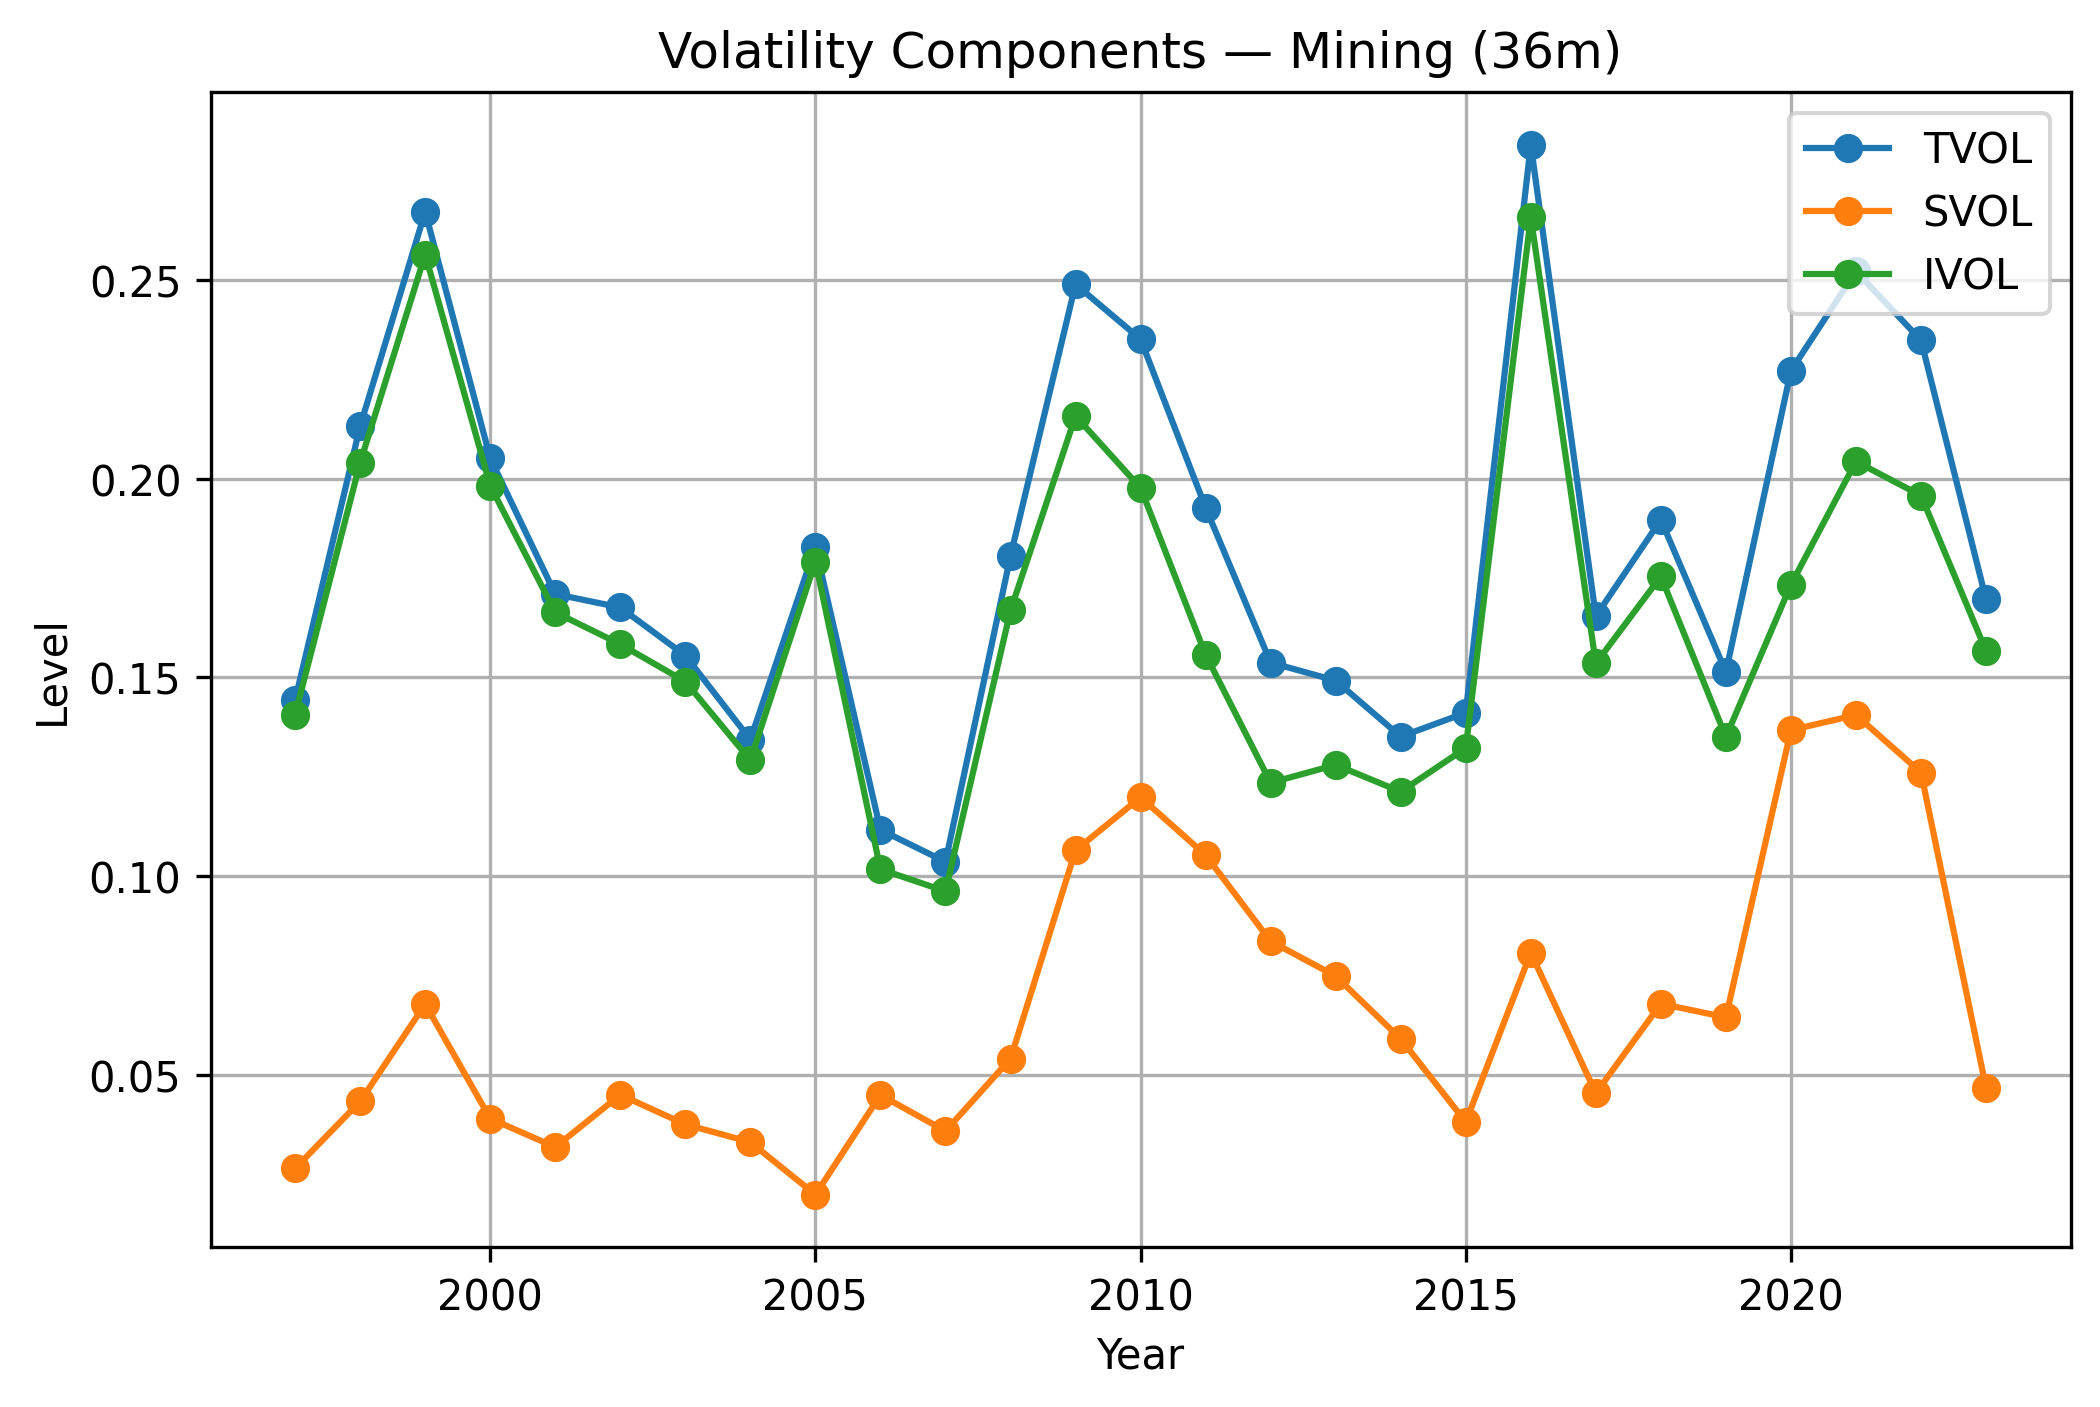 Volatility Components — Mining (36m)
TVOL
SVOL
IVOL
0.25
0.20
0.15
0.10
0.05
Level
2000 2005 2010 2015 2020
Year